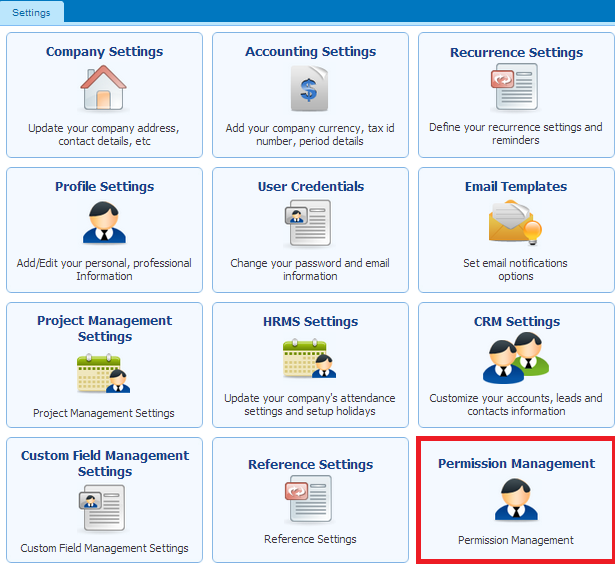 Settings
Company Settings
Update your company address,
contact details, etc
Accounting Settings
Add your company currency, tax id
number, period details
Recurrence Settings
Define your recurrence settings and
reminders
Profile Settings
Add/Edit your personal, professional
Information
User Credentials
Change your password and email
information
Email Templates
Set email notifications
options
Project Management
Settings
Project Management Settings
HRMS Settings
Update your company's attendance
settings and setup holidays
CRM Settings
Customize your accounts, leads and
contacts information
Custom Field Management
Settings
Custom Field Management Settings
Reference Settings
Reference Settings
Permission Management
Permission Management